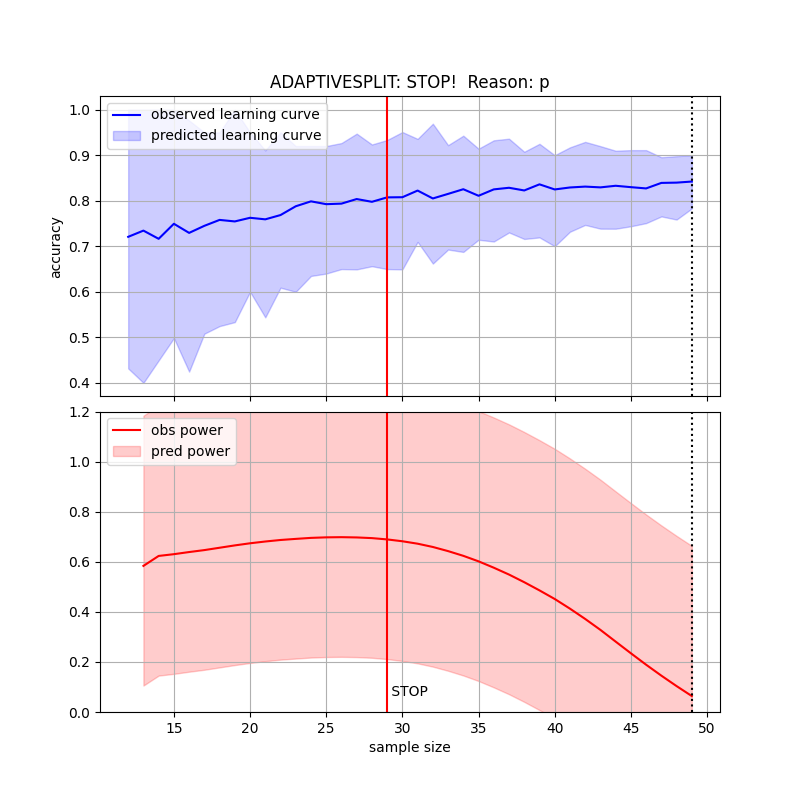 ADAPTIVESPLIT: STOP!  Reason: p
observed learning curve
predicted learning curve
1.0
0.9
0.8
0.7
0.6
0.5
0.4
accuracy
obs power
pred power
1.2
1.0
0.8
0.6
0.4
0.2
0.0
STOP
15
20
25
30
35
40
45
50
sample size